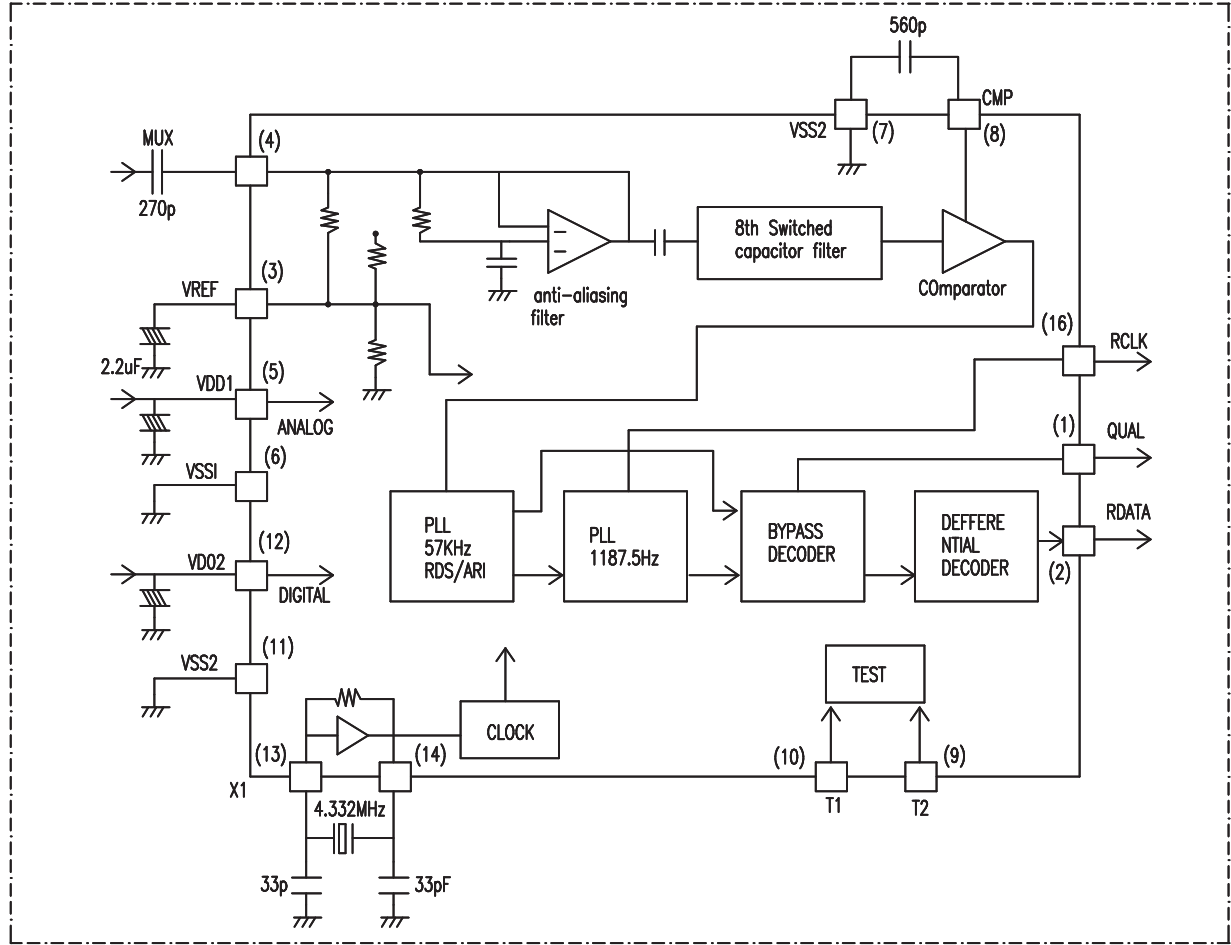 560p
CMP
VSS2
(7)
(8)
MUX
(4)
270p
8th Switched
capacitor filter
(3)
VREF
anti-aliasing
filter
COmparator
(16)
RCLK
2.2uF
VDD1
(5)
ANALOG
(1)
QUAL
(6)
VSSI
PLL
57KHz
RDS/ARI
PLL
1187.5Hz
BYPASS
DECODER
DEFFERE
NTIAL
DECODER
RDATA
(2)
(12)
VDO2
DIGITAL
(11)
VSS2
TEST
CLOCK
(13)
(14)
(10)
(9)
X1
T1
T2
4.332MHz
33p
33pF